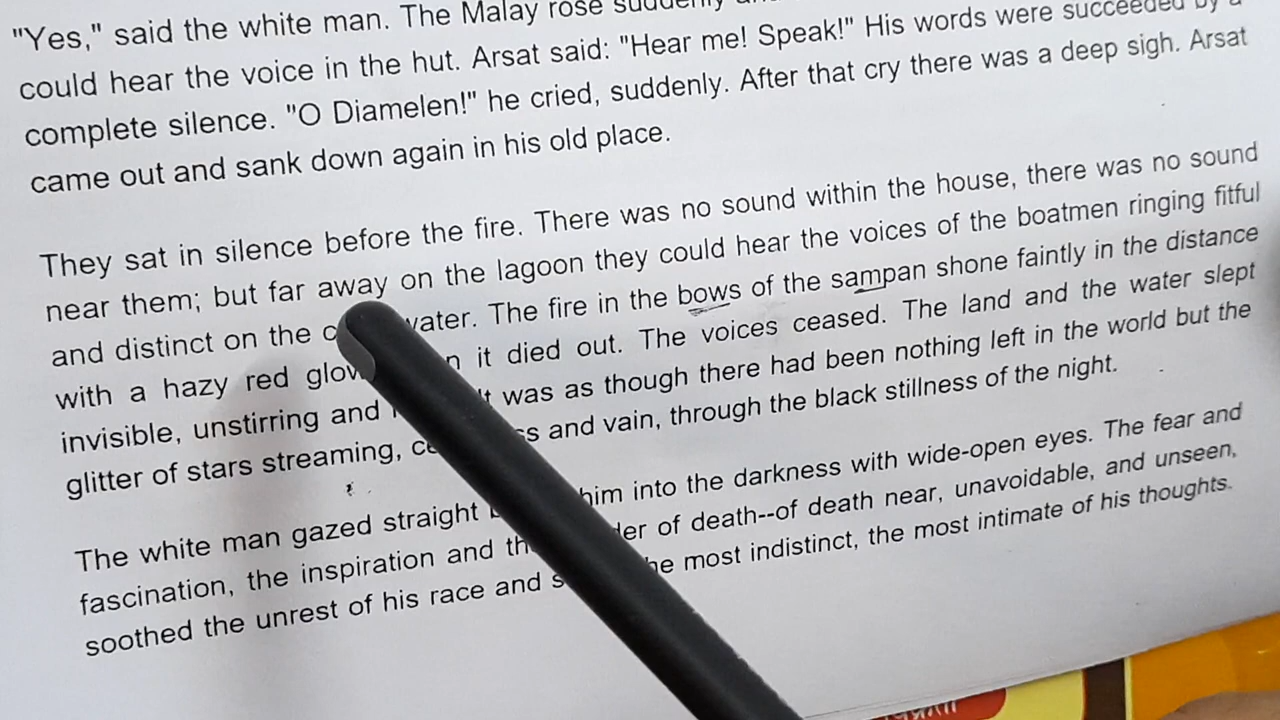 "Yes," said the white man. The Malay rose suddenly
could hear the voice in the hut. Arsat said: "Hear me! Speak!" His words were succeeded by a
complete silence. "O Diamelen!" he cried, suddenly. After that cry there was a deep sigh. Arsat
came out and sank down again in his old place.
They sat in silence before the fire. There was no sound within the house, there was no sound
near them; but far away on the lagoon they could hear the voices of the boatmen ringing fitful
and distinct on the water. The fire in the bows of the sampan shone faintly in the distance
with a hazy red it died out. The voices ceased. The land and the water slept
invisible, unstirring and was as though there had been nothing left in the world but the
glitter of stars streaming, and vain, through the black stillness of the night.
The white man gazed straight him into the darkness with wide-open eyes. The fear and
fascination, the inspiration and of death--of death near, unavoidable, and unseen,
soothed the unrest of his race and most indistinct, the most intimate of his thoughts.